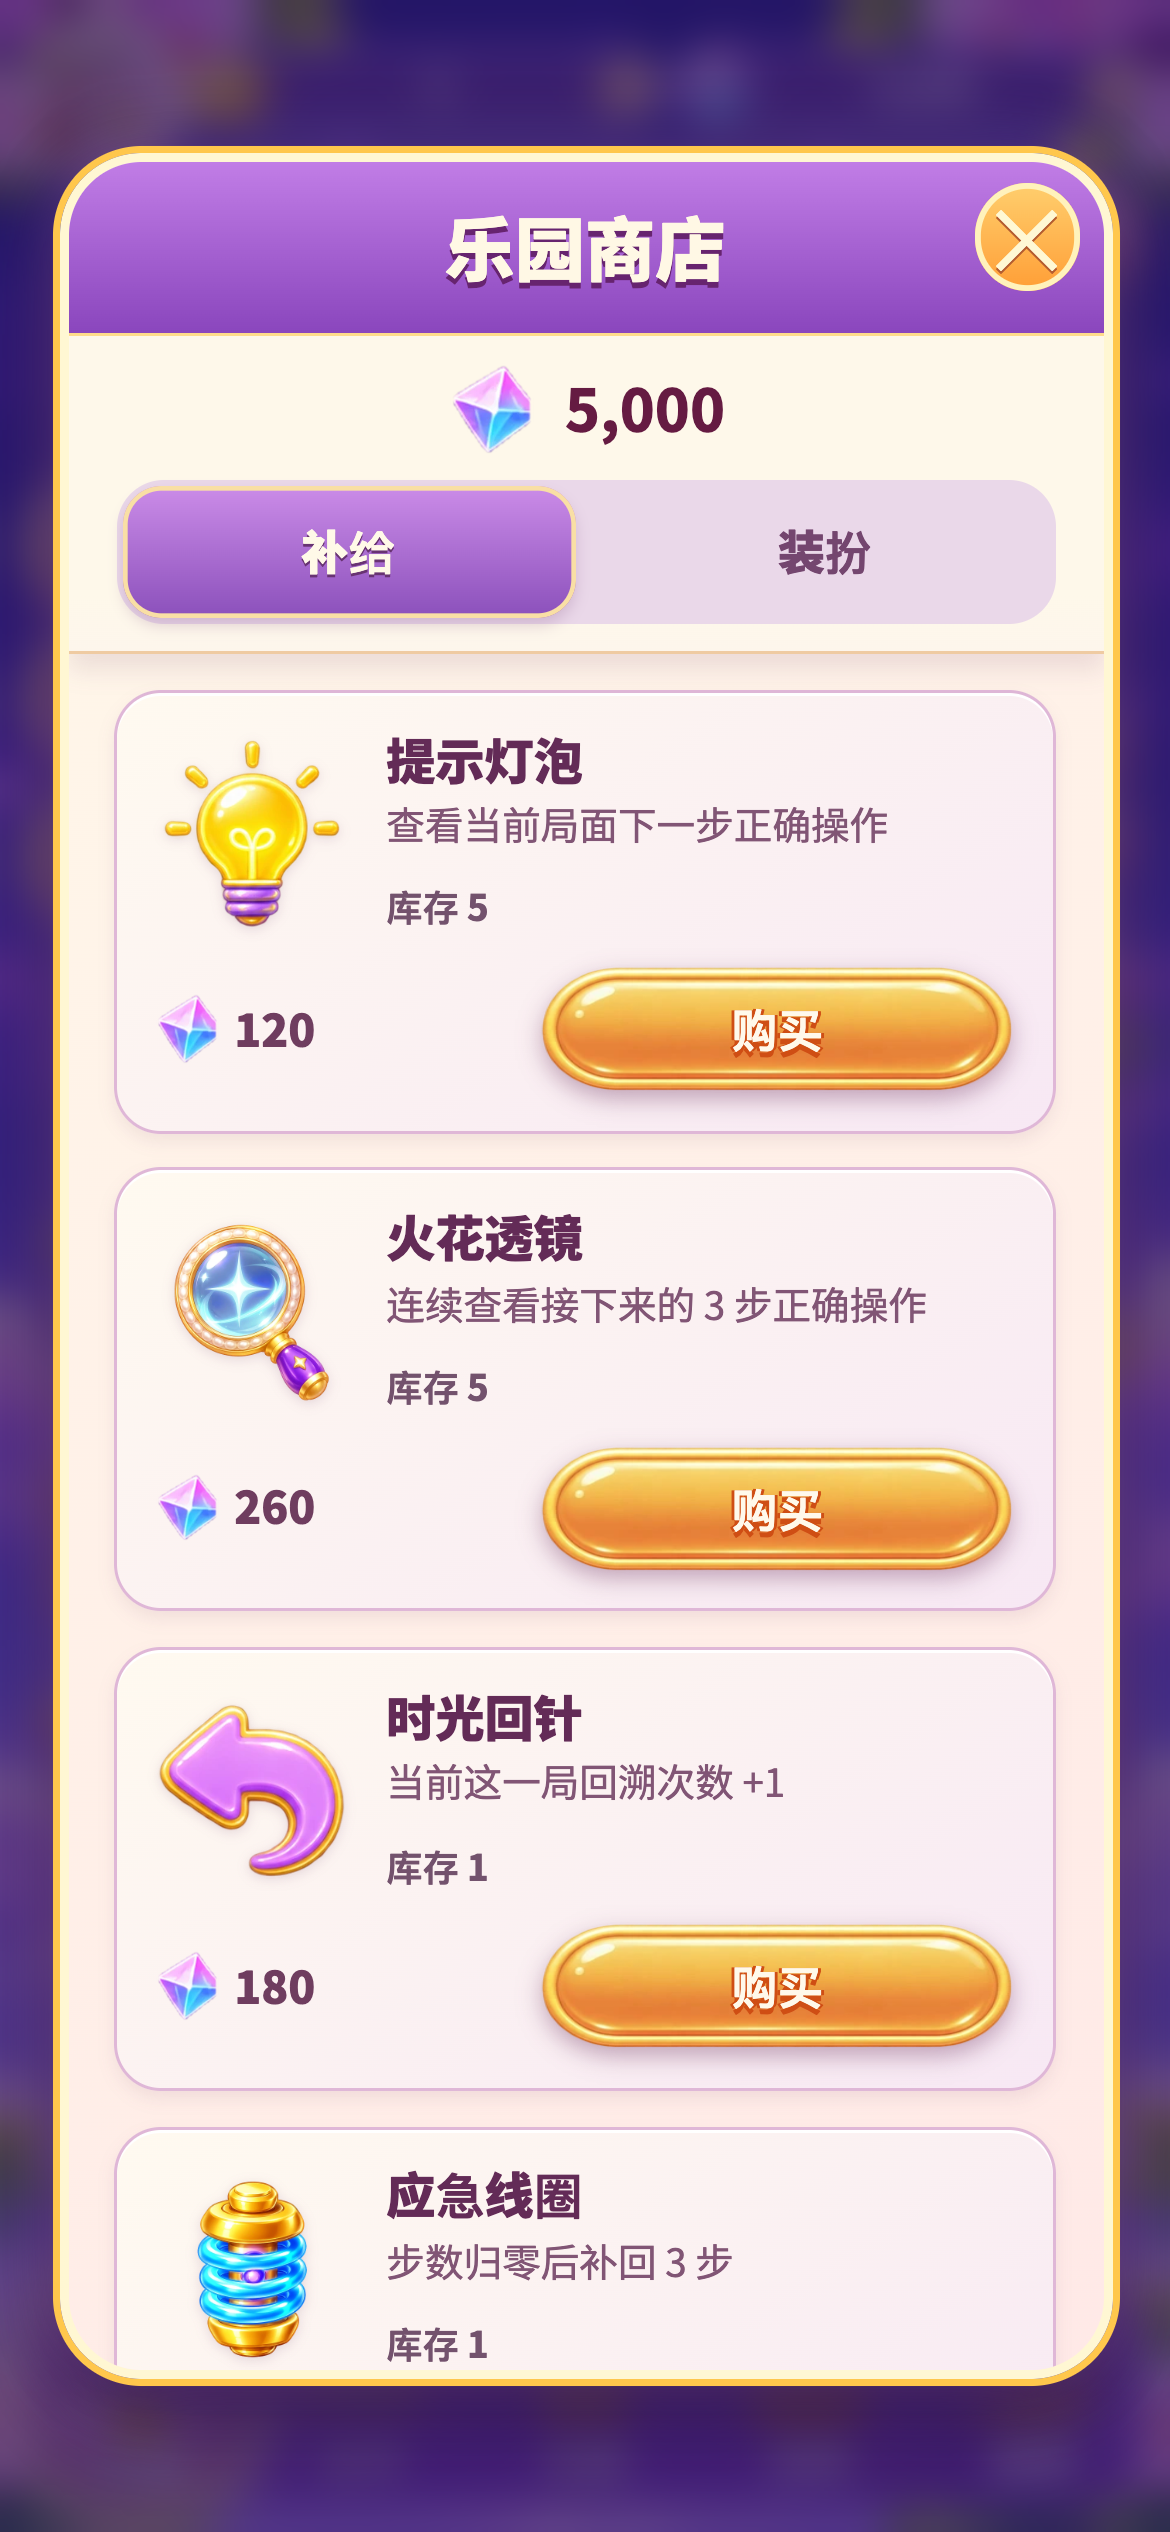 乐园商店
5,000
补给
装扮
提示灯泡
查看当前局面下一步正确操作
库存 5
120
购买
火花透镜
连续查看接下来的 3 步正确操作
库存 5
260
购买
时光回针
当前这一局回溯次数 +1
库存 1
180
购买
应急线圈
步数归零后补回 3 步
库存 1